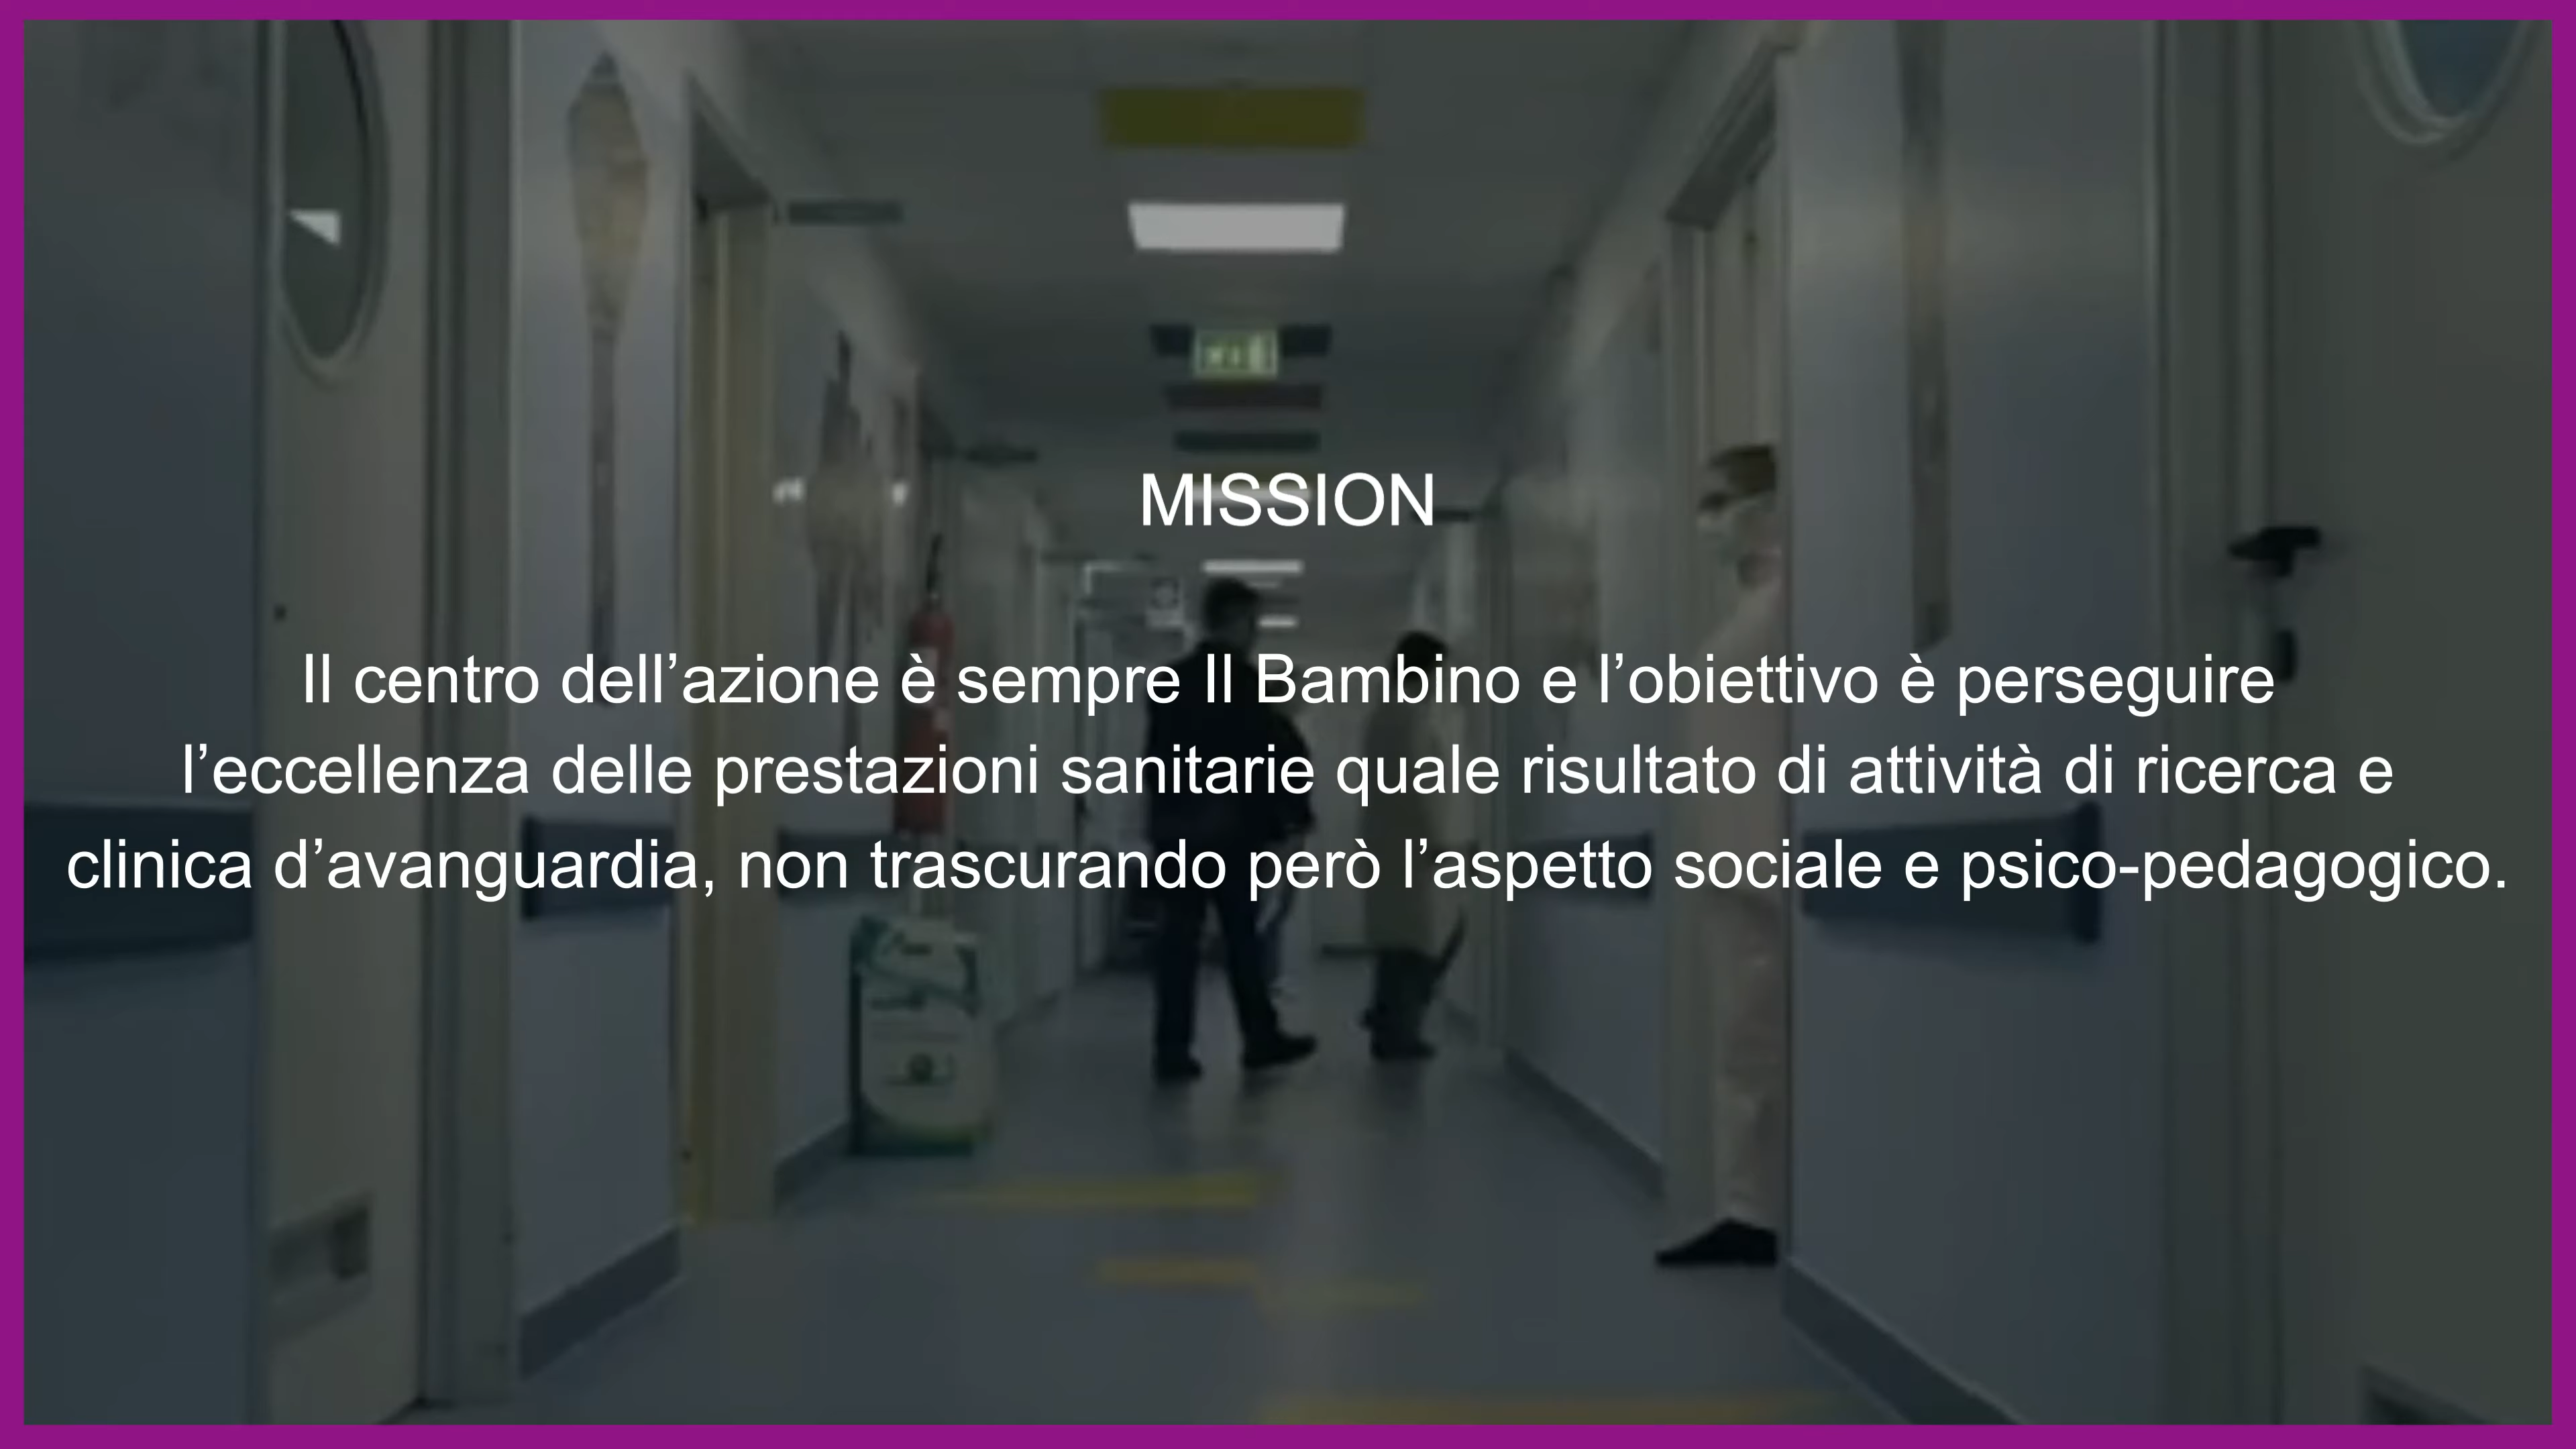 MISSION
Il centro dell’azione è sempre Il Bambino e l’obiettivo è perseguire
l’eccellenza delle prestazioni sanitarie quale risultato di attività di ricerca e
clinica d’avanguardia, non trascurando però l’aspetto sociale e psico-pedagogico.